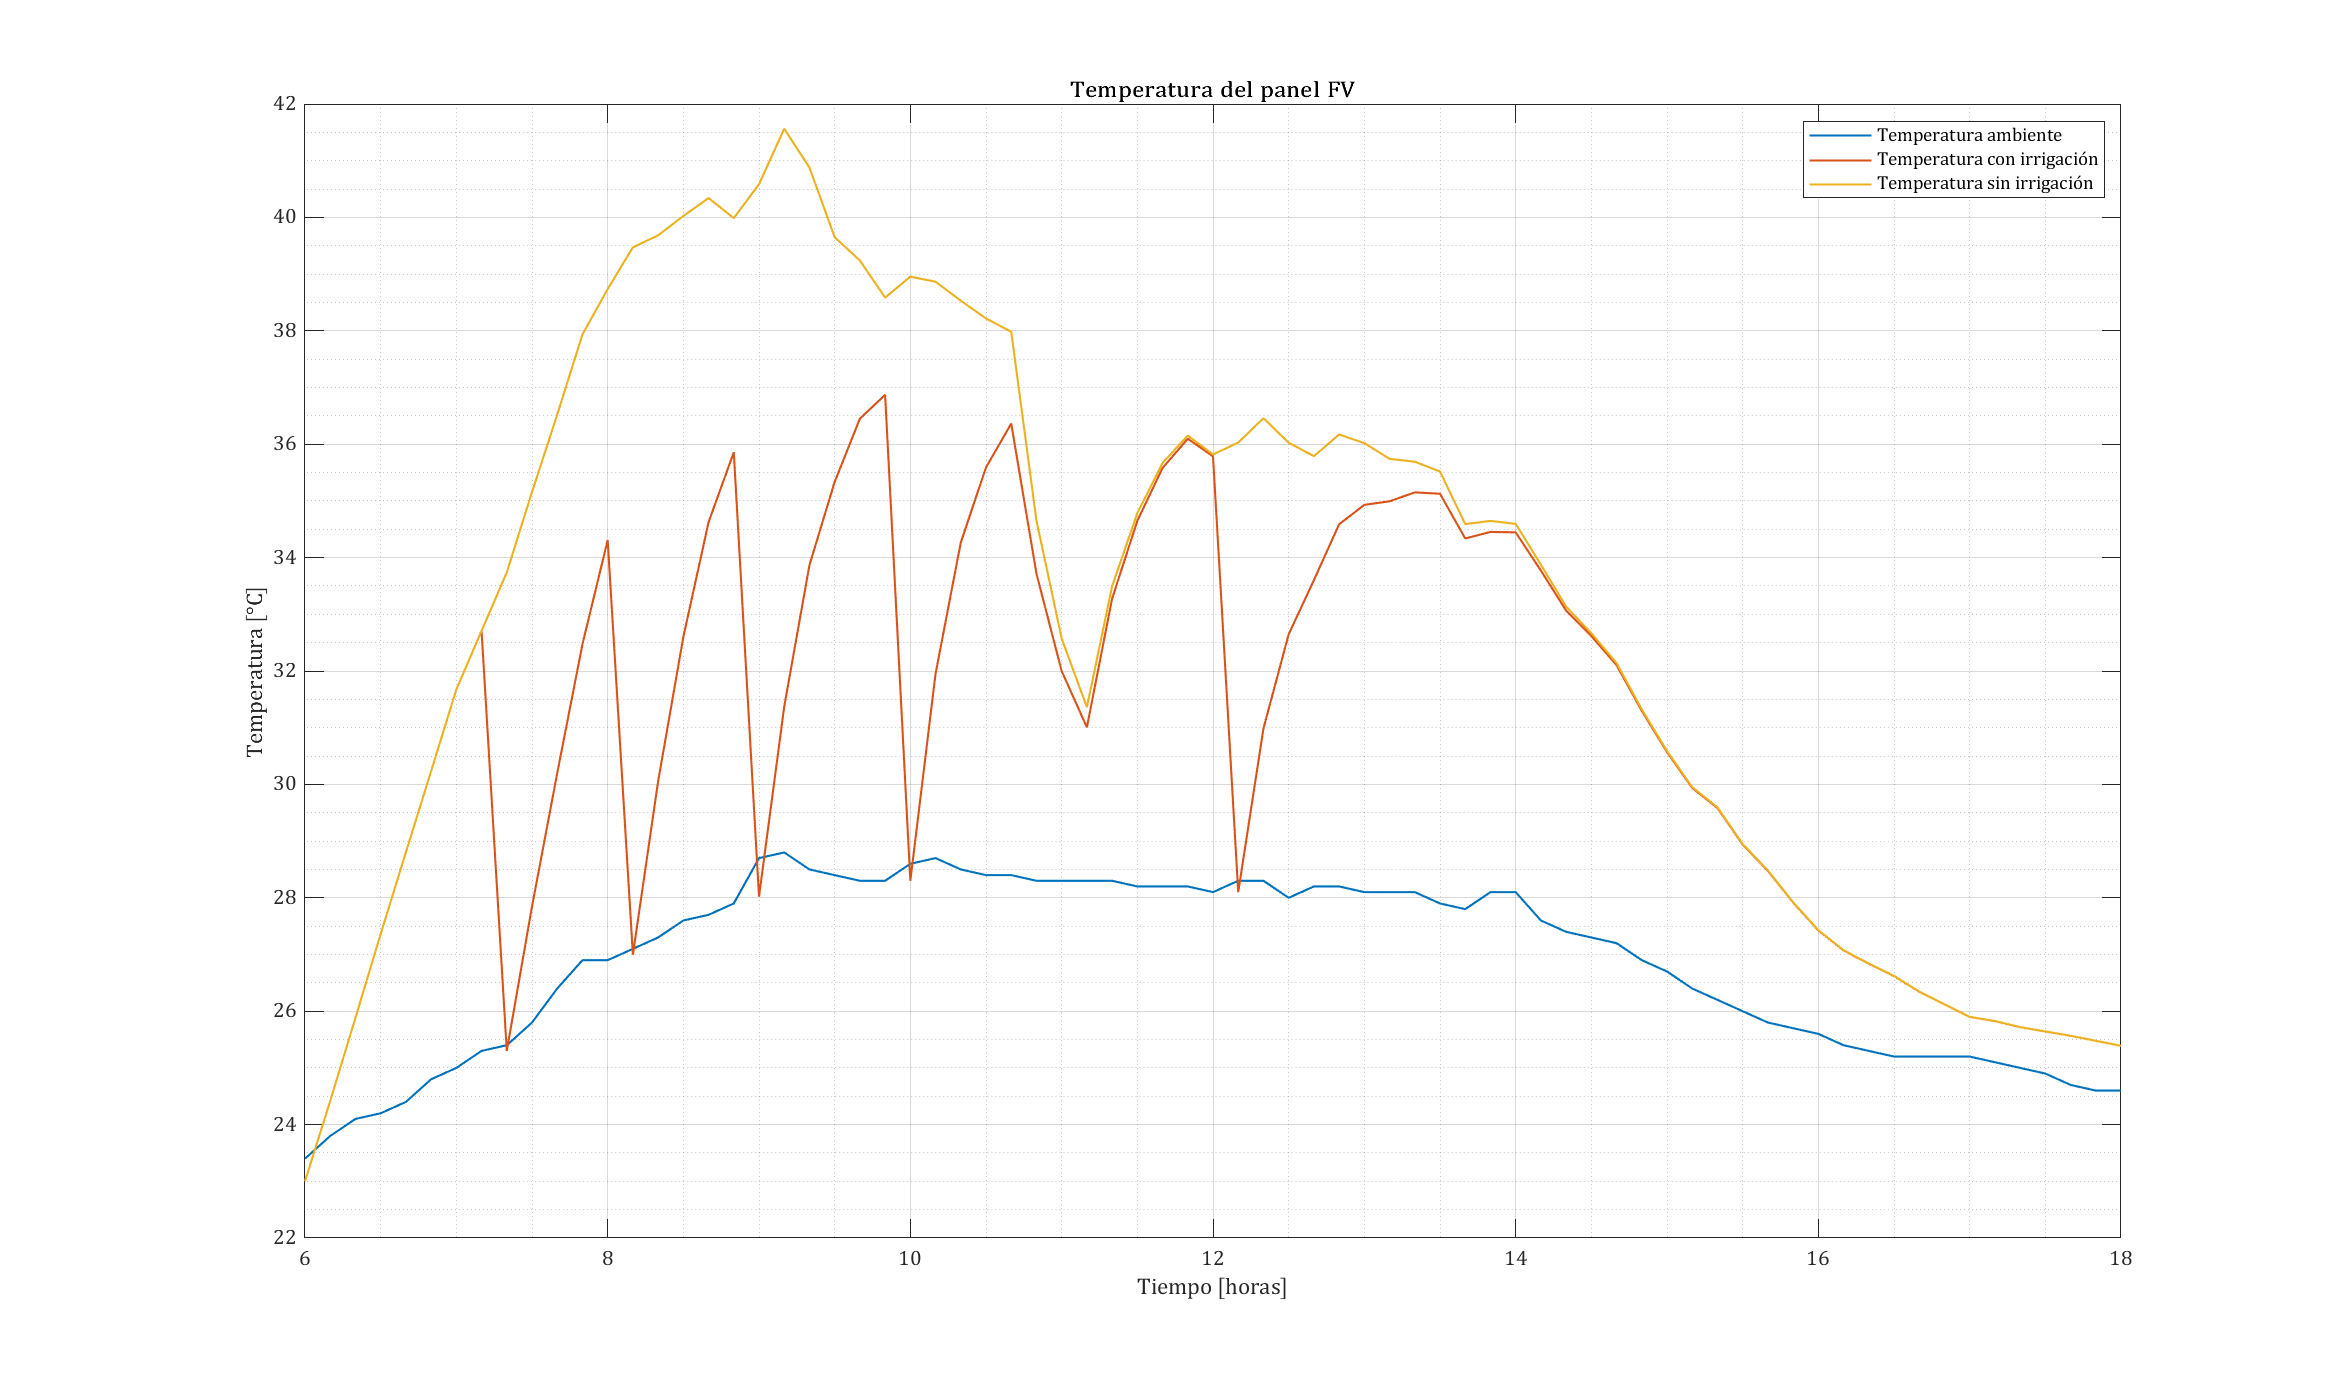 Temperatura del panel FV
Temperatura ambiente
Temperatura con irrigación
Temperatura sin irrigación
42
40
38
36
34
32
30
28
26
24
22
Temperatura [°C]
6 8 10 12 14 16 18
Tiempo [horas]